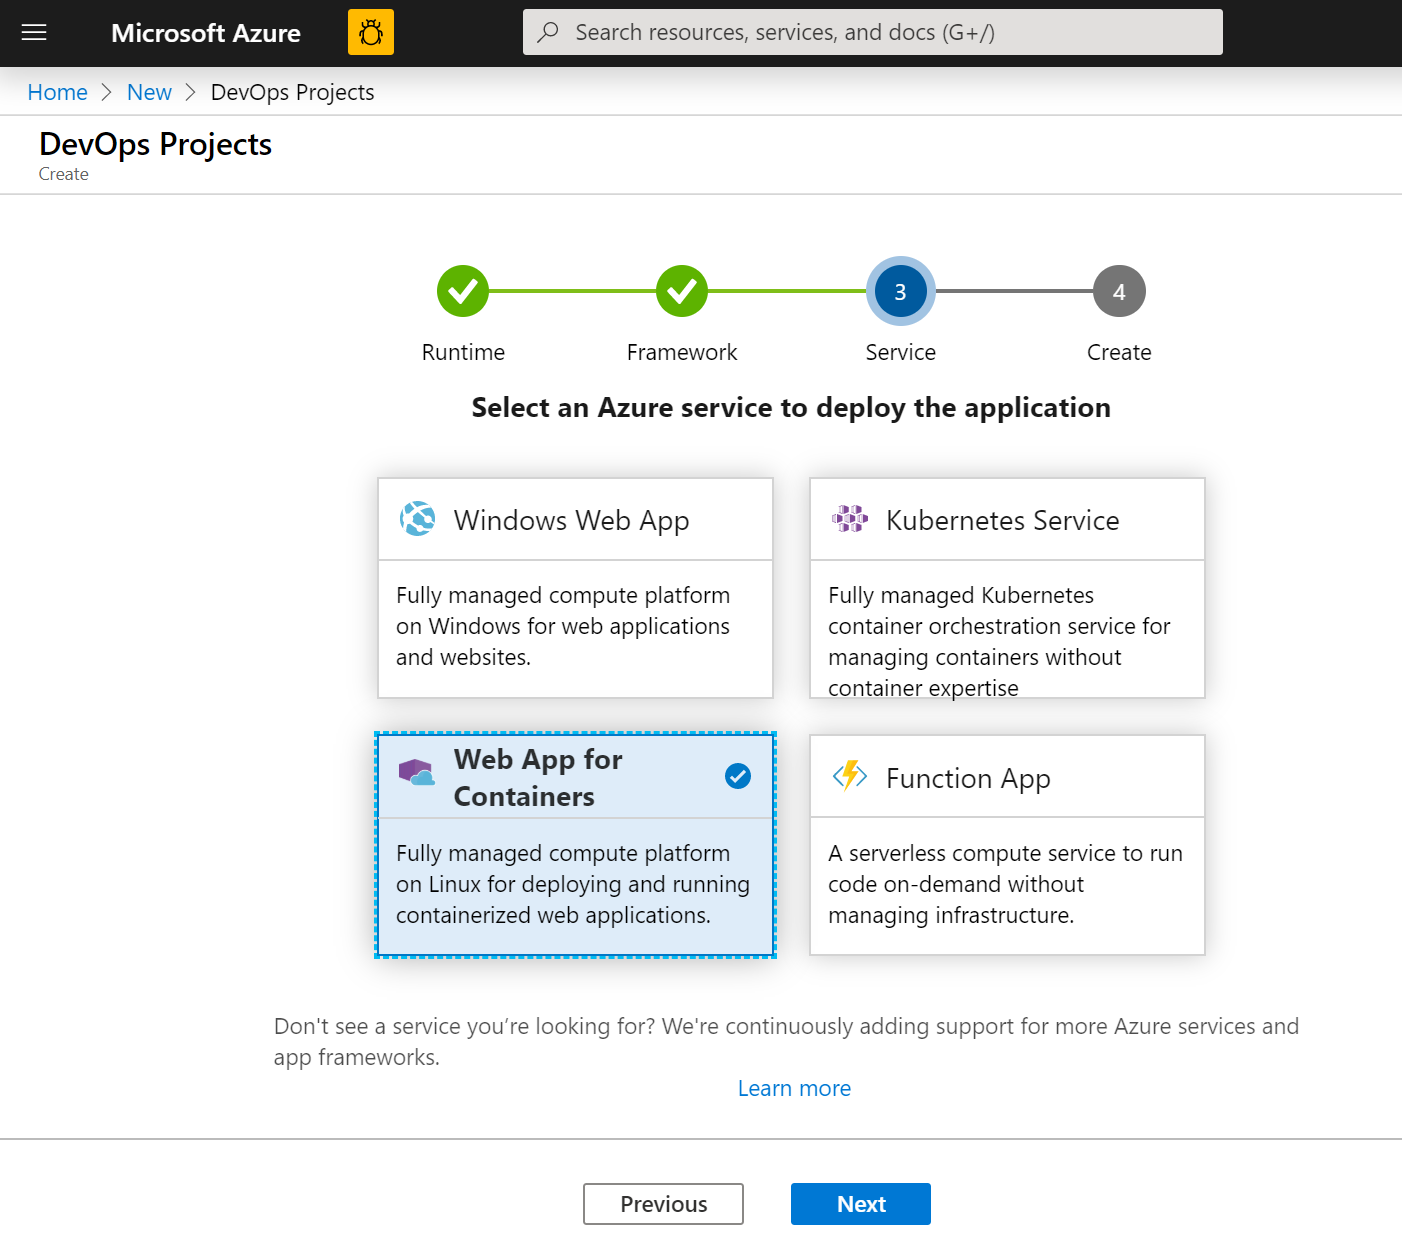 Microsoft Azure
Search resources, services, and docs (G+/)
Home > New > DevOps Projects
DevOps Projects
Create
3
4
Runtime
Framework
Service
Create
Select an Azure service to deploy the application
Windows Web App
Fully managed compute platform
on Windows for web applications
and websites.
Kubernetes Service
Fully managed Kubernetes
container orchestration service for
managing containers without
container expertise
Web App for
Containers
Fully managed compute platform
on Linux for deploying and running
containerized web applications.
Function App
A serverless compute service to run
code on-demand without
managing infrastructure.
Don't see a service you’re looking for? We're continuously adding support for more Azure services and
app frameworks.
Learn more
Previous
Next